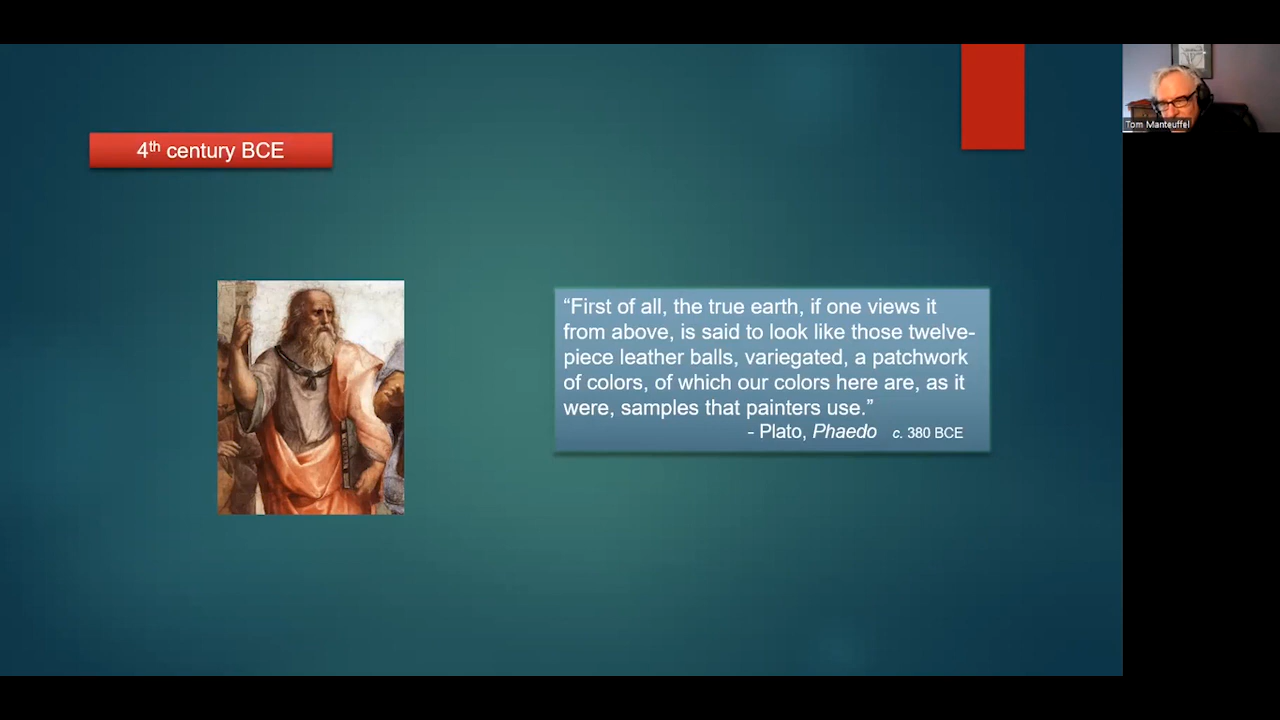 4th century BCE
“First of all, the true earth, if one views it
from above, is said to look like those twelve-
piece leather balls, variegated, a patchwork
of colors, of which our colors here are, as it
were, samples that painters use.”
- Plato, Phaedo c. 380 BCE
Tom Manteuffel